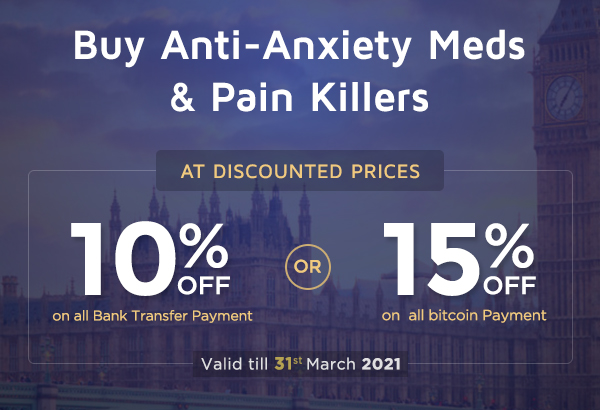 Buy Anti-Anxiety Meds
& Pain Killers
AT DISCOUNTED PRICES
10% OFF
on all Bank Transfer Payment
OR
15% OFF
on all bitcoin Payment
Valid till 31st March 2021